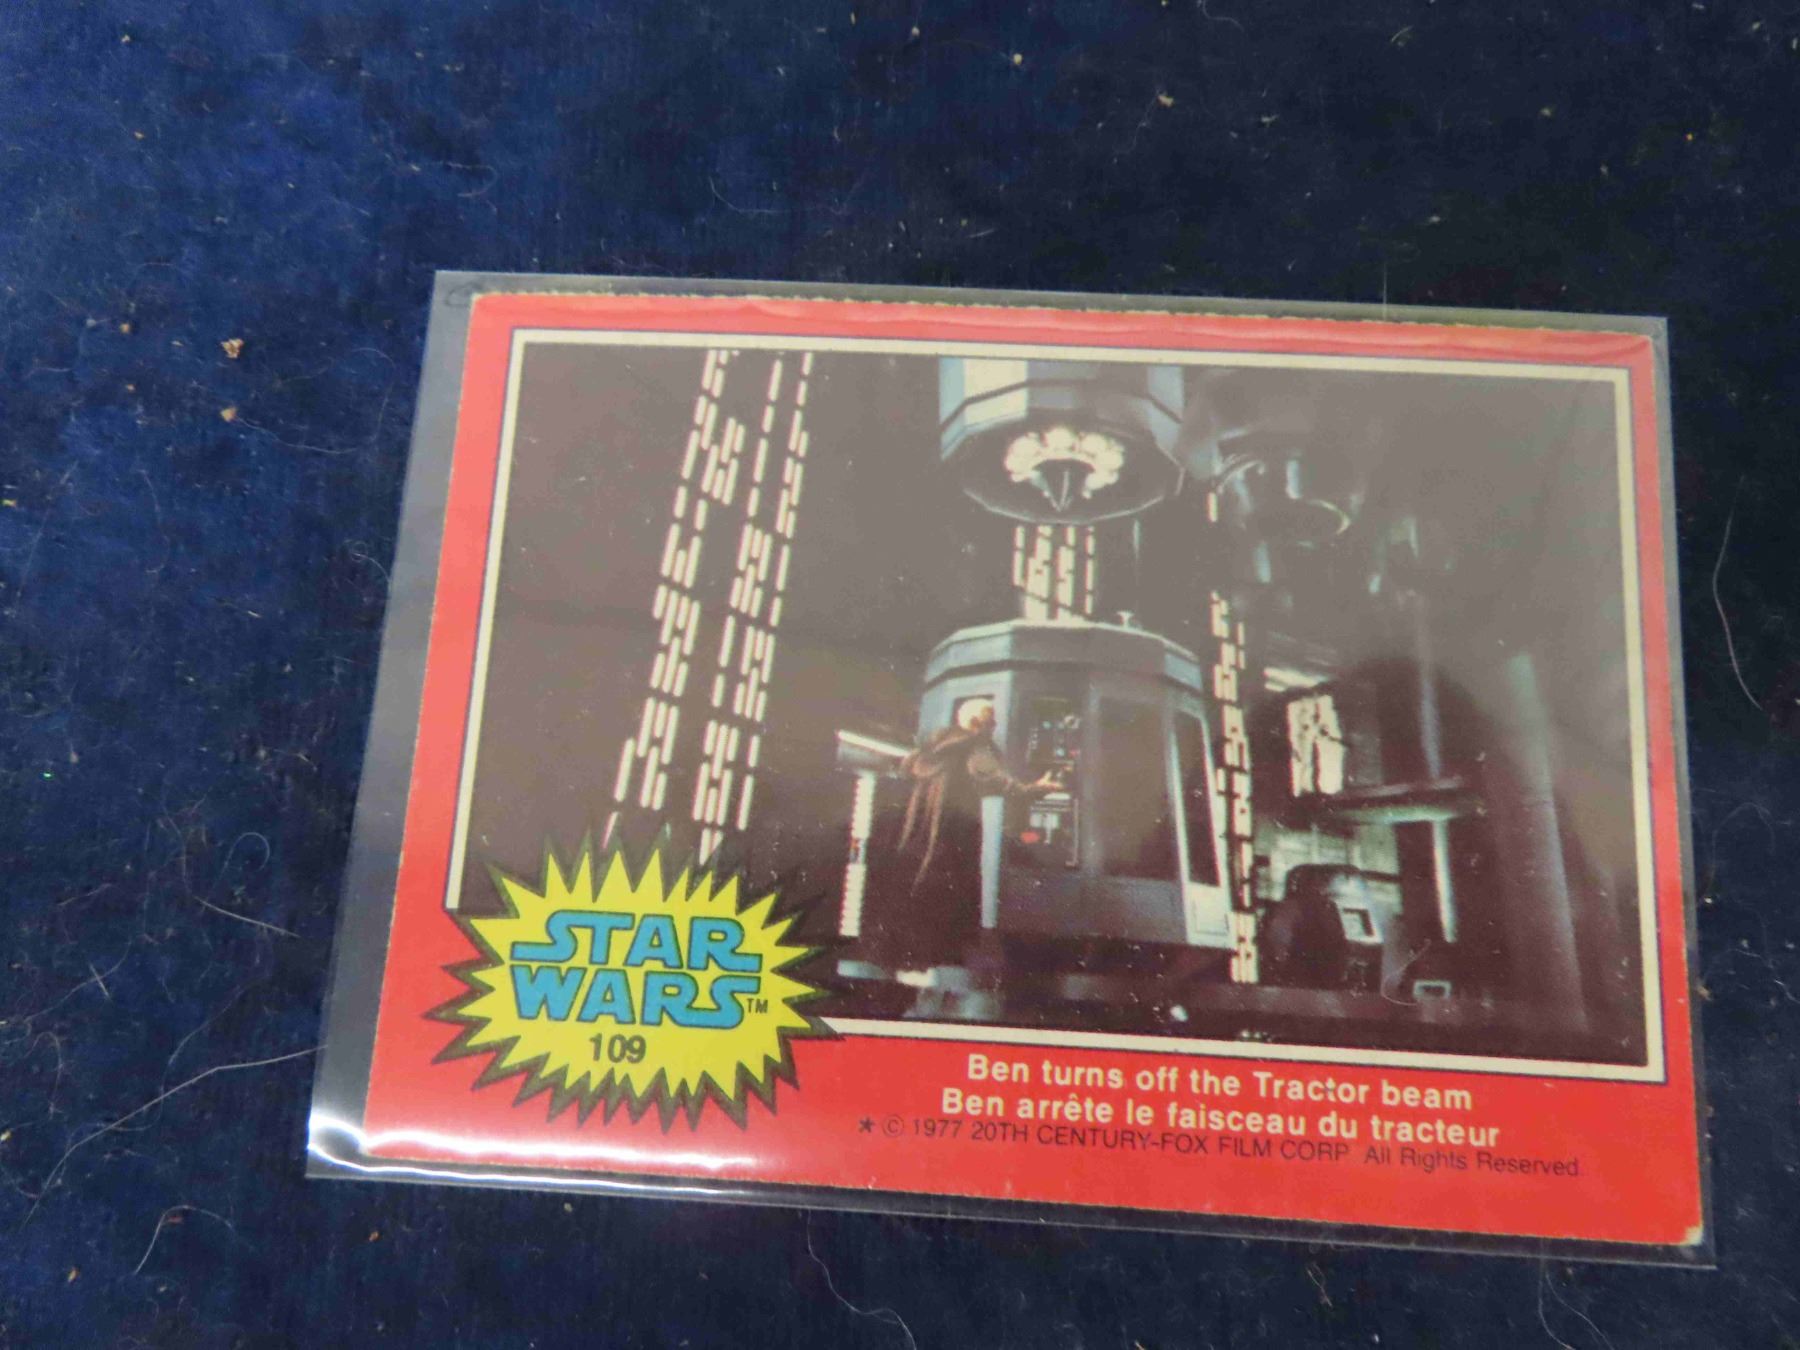 STAR
WARS™
109
Ben turns off the Tractor beam
Ben arrête le faisceau du tracteur
★ © 1977 20TH CENTURY-FOX FILM CORP All Rights Reserved